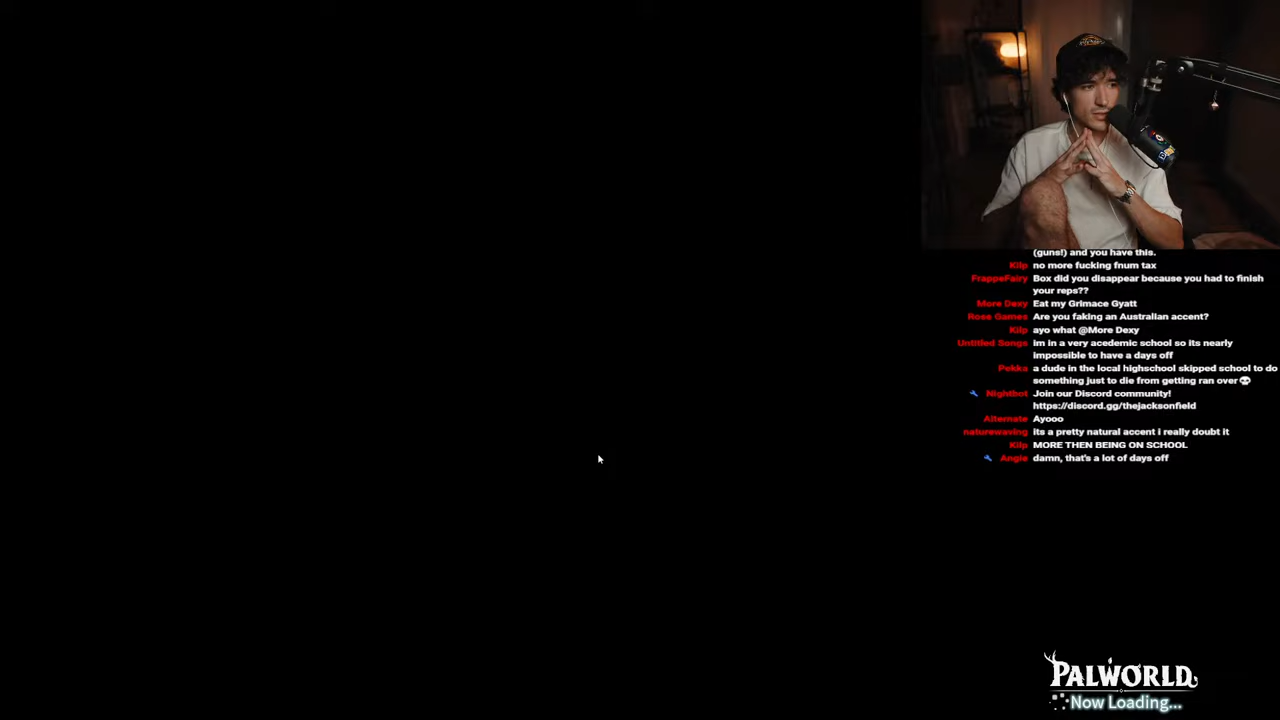 (guns!) and you have this.
Kilp no more fucking fnum tax
FrappeFairy Box did you disappear because you had to finish
your reps??
More Dexy Eat my Grimace Gyatt
Rose Games Are you faking an Australian accent?
Kilp ayo what @More Dexy
Untitled Songs im in a very acedemic school so its nearly
impossible to have a days off
Pekka a dude in the local highschool skipped school to do
something just to die from getting ran over💀
Nightbot Join our Discord community!
https://discord.gg/thejacksonfield
Alternate Ayooo
naturewaving its a pretty natural accent i really doubt it
Kilp MORE THEN BEING ON SCHOOL
Angie damn, that's a lot of days off
PALWORLD
Now Loading...